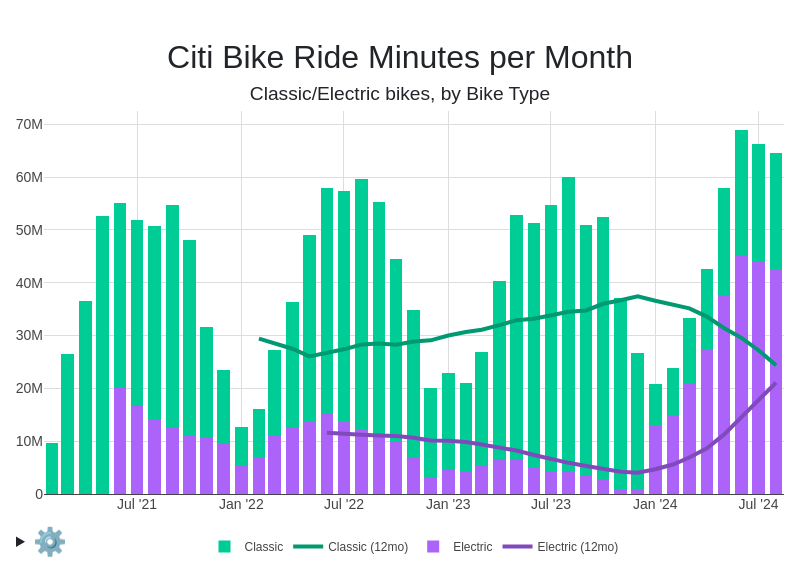 Citi Bike Ride Minutes per Month
Classic/Electric bikes, by Bike Type
70M
60M
50M
40M
30M
20M
10M
0
Jul '21 Jan '22 Jul '22 Jan '23 Jul '23 Jan '24 Jul '24
Classic Classic (12mo) Electric Electric (12mo)